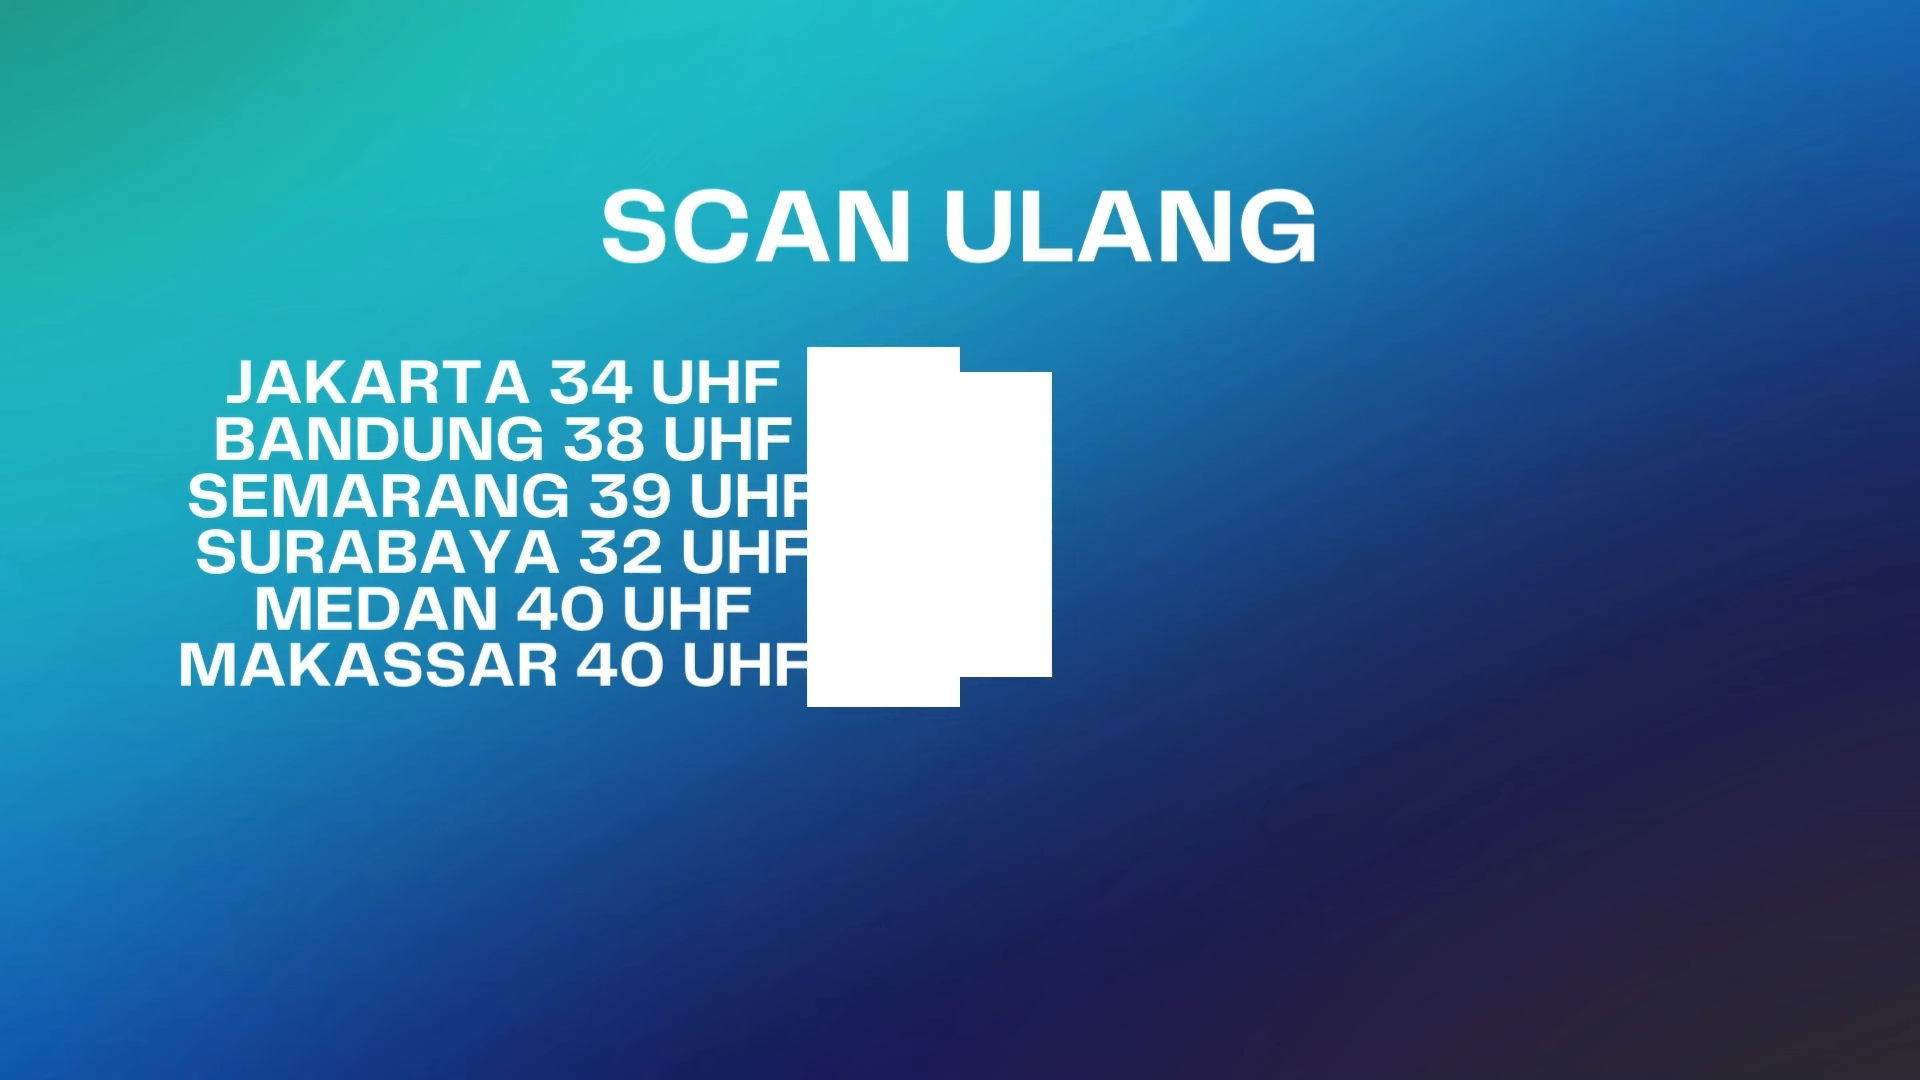 SCAN ULANG
JAKARTA 34 UHF
BANDUNG 38 UHF
SEMARANG 39 UHF
SURABAYA 32 UHF
MEDAN 40 UHF
MAKASSAR 40 UHF